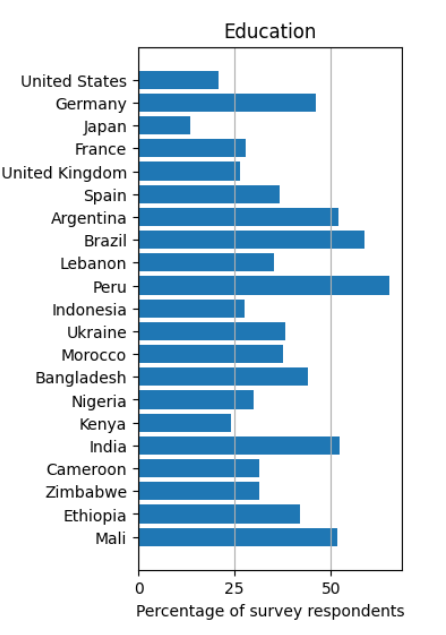 Education
United States
Germany
Japan
France
United Kingdom
Spain
Argentina
Brazil
Lebanon
Peru
Indonesia
Ukraine
Morocco
Bangladesh
Nigeria
Kenya
India
Cameroon
Zimbabwe
Ethiopia
Mali
0 25 50
Percentage of survey respondents